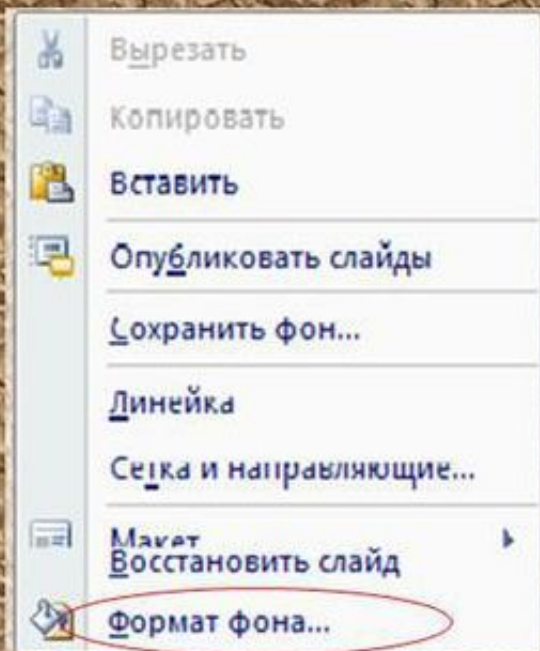 Вырезать
Копировать
Вставить
Опубликовать слайды
Сохранить фон...
Линейка
Сетка и направляющие...
Макет
Восстановить слайд
Формат фона...